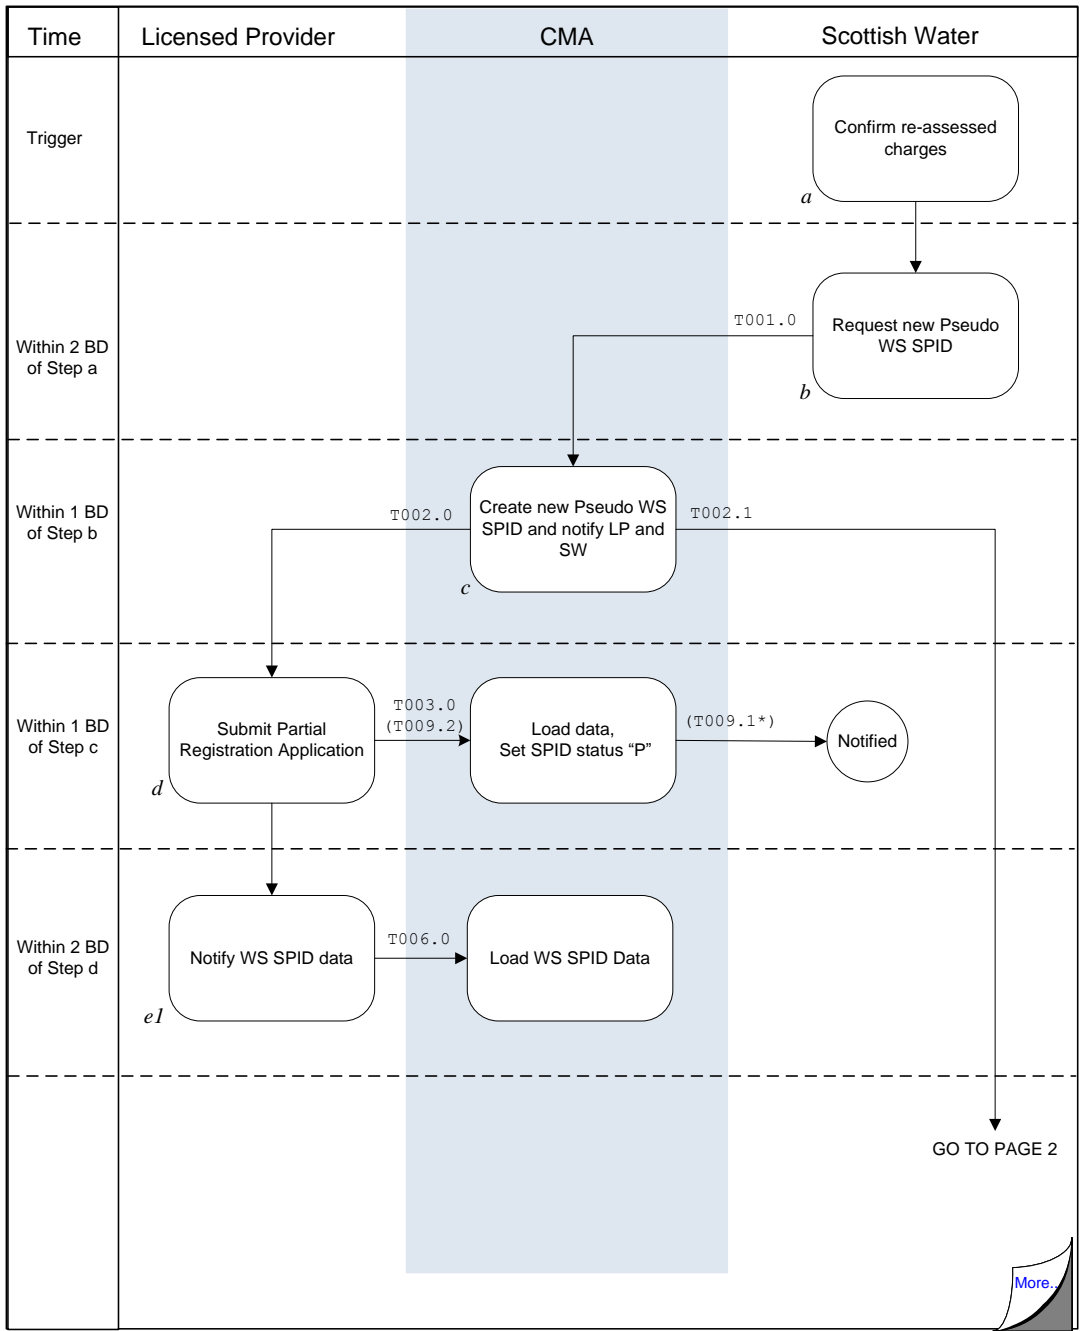 Time
Licensed Provider
CMA
Scottish Water
Trigger
Confirm re-assessed
charges
a
Within 2 BD
of Step a
T001.0
Request new Pseudo
WS SPID
b
Within 1 BD
of Step b
T002.0
Create new Pseudo WS
SPID and notify LP and
SW
T002.1
c
Within 1 BD
of Step c
Submit Partial
Registration Application
d
T003.0
(T009.2)
Load data,
Set SPID status “P”
(T009.1*)
Notified
Within 2 BD
of Step d
Notify WS SPID data
e1
T006.0
Load WS SPID Data
GO TO PAGE 2
More..